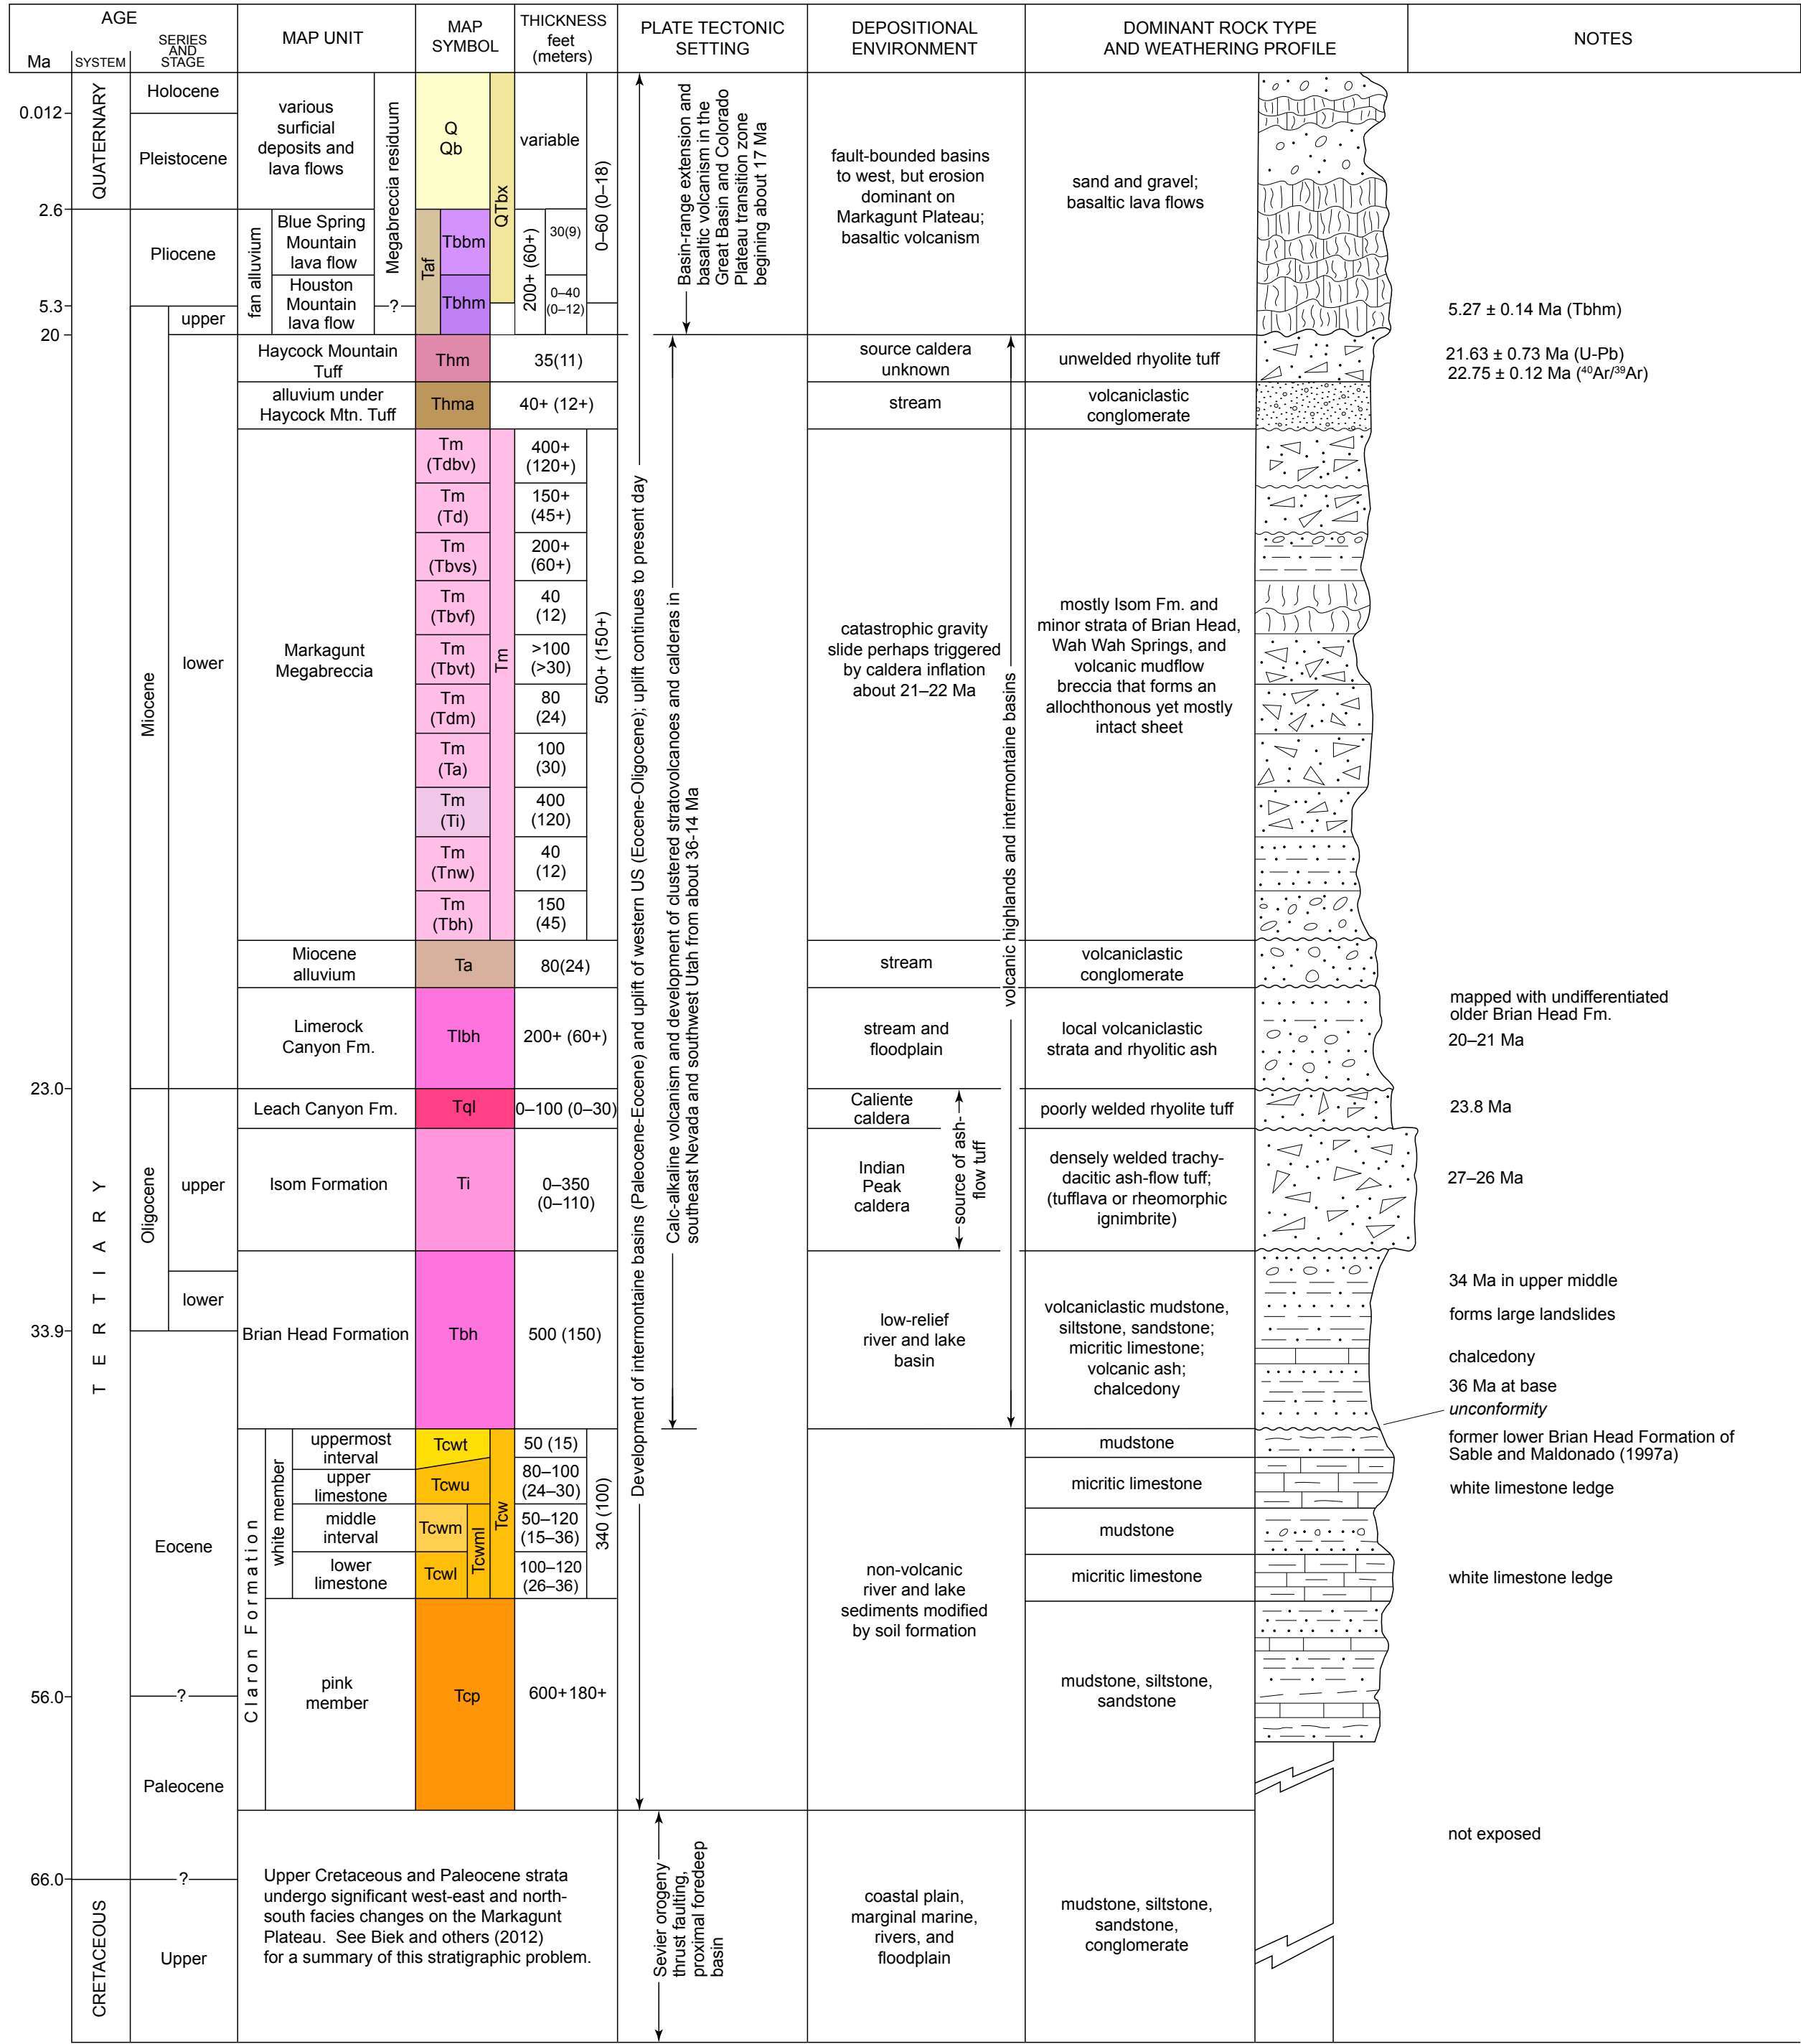 AGE
Ma
SYSTEM
SERIES
AND
STAGE
MAP UNIT
MAP
SYMBOL
THICKNESS
feet
(meters)
PLATE TECTONIC
SETTING
DEPOSITIONAL
ENVIRONMENT
DOMINANT ROCK TYPE
AND WEATHERING PROFILE
NOTES
0.012
2.6
5.3
20
23.0
33.9
56.0
66.0
QUATERNARY
TERTIARY
CRETACEOUS
Holocene
Pleistocene
Pliocene
Miocene
upper
lower
Oligocene
upper
lower
Eocene
?
Paleocene
?
Upper
various
surficial
deposits and
lava flows
Megabreccia residuum
?
fan alluvium
Blue Spring
Mountain
lava flow
Houston
Mountain
lava flow
Q
Qb
QTbx
Taf
Tbbm
Tbhm
variable
0–60 (0–18)
200+ (60+)
30(9)
0–40
(0–12)
Basin-range extension and
basaltic volcanism in the
Great Basin and Colorado
Plateau transition zone
begining about 17 Ma
fault-bounded basins
to west, but erosion
dominant on
Markagunt Plateau;
basaltic volcanism
sand and gravel;
basaltic lava flows
5.27 ± 0.14 Ma (Tbhm)
Haycock Mountain
Tuff
Thm
35(11)
source caldera
unknown
unwelded rhyolite tuff
21.63 ± 0.73 Ma (U-Pb)
22.75 ± 0.12 Ma (⁴⁰Ar/³⁹Ar)
alluvium under
Haycock Mtn. Tuff
Thma
40+ (12+)
stream
volcaniclastic
conglomerate
Markagunt
Megabreccia
Tm
(Tdbv)
400+
(120+)
Tm
(Td)
150+
(45+)
Tm
(Tbvs)
200+
(60+)
Tm
(Tbvf)
40
(12)
Tm
(Tbvt)
>100
(>30)
Tm
(Tdm)
80
(24)
Tm
(Ta)
100
(30)
Tm
(Ti)
400
(120)
Tm
(Tnw)
40
(12)
Tm
(Tbh)
150
(45)
Tm
500+ (150+)
catastrophic gravity
slide perhaps triggered
by caldera inflation
about 21–22 Ma
mostly Isom Fm. and
minor strata of Brian Head,
Wah Wah Springs, and
volcanic mudflow
breccia that forms an
allochthonous yet mostly
intact sheet
Development of intermontaine basins (Paleocene-Eocene) and uplift of western US (Eocene-Oligocene); uplift continues to present day
Calc-alkaline volcanism and development of clustered stratovolcanoes and calderas in
southeast Nevada and southwest Utah from about 36-14 Ma
volcanic highlands and intermontaine basins
Miocene
alluvium
Ta
80(24)
stream
volcaniclastic
conglomerate
Limerock
Canyon Fm.
Tlbh
200+ (60+)
stream and
floodplain
local volcaniclastic
strata and rhyolitic ash
mapped with undifferentiated
older Brian Head Fm.
20–21 Ma
Leach Canyon Fm.
Tql
0–100 (0–30)
Caliente
caldera
poorly welded rhyolite tuff
23.8 Ma
source of ash-
flow tuff
Isom Formation
Ti
0–350
(0–110)
Indian
Peak
caldera
densely welded trachy-
dacitic ash-flow tuff;
(tufflava or rheomorphic
ignimbrite)
27–26 Ma
Brian Head Formation
Tbh
500 (150)
low-relief
river and lake
basin
volcaniclastic mudstone,
siltstone, sandstone;
micritic limestone;
volcanic ash;
chalcedony
34 Ma in upper middle
forms large landslides
chalcedony
36 Ma at base
unconformity
Claron Formation
white member
uppermost
interval
Tcwt
50 (15)
mudstone
former lower Brian Head Formation of
Sable and Maldonado (1997a)
upper
limestone
Tcwu
80–100
(24–30)
micritic limestone
white limestone ledge
middle
interval
Tcwm
50–120
(15–36)
mudstone
lower
limestone
Tcwl
100–120
(26–36)
micritic limestone
white limestone ledge
Tcwml
Tcw
340 (100)
non-volcanic
river and lake
sediments modified
by soil formation
pink
member
Tcp
600+180+
mudstone, siltstone,
sandstone
Upper Cretaceous and Paleocene strata
undergo significant west-east and north-
south facies changes on the Markagunt
Plateau. See Biek and others (2012)
for a summary of this stratigraphic problem.
Sevier orogeny
thrust faulting,
proximal foredeep
basin
coastal plain,
marginal marine,
rivers, and
floodplain
mudstone, siltstone,
sandstone,
conglomerate
not exposed